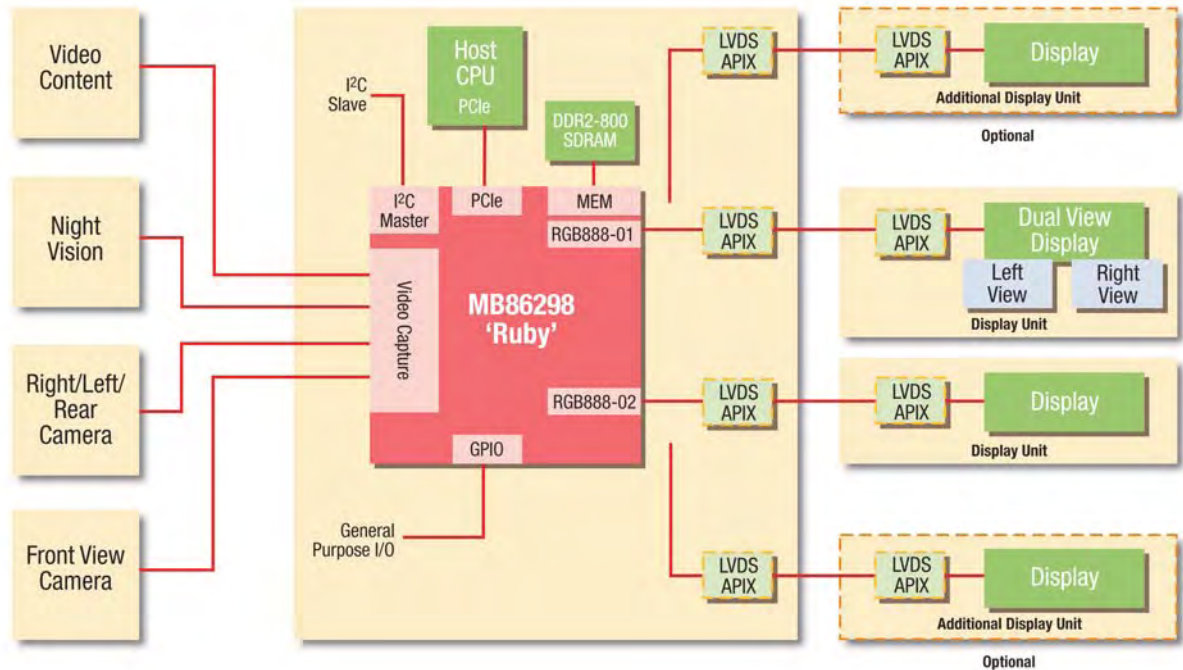 Video
Content
Night
Vision
Right/Left/
Rear
Camera
Front View
Camera
I²C
Slave
Host
CPU
PCIe
DDR2-800
SDRAM
I²C
Master
PCIe
MEM
RGB888-01
Video Capture
MB86298
‘Ruby’
RGB888-02
GPIO
General
Purpose I/O
LVDS
APIX
LVDS
APIX
Display
Additional Display Unit
Optional
LVDS
APIX
LVDS
APIX
Dual View
Display
Left
View
Right
View
Display Unit
LVDS
APIX
LVDS
APIX
Display
Display Unit
LVDS
APIX
LVDS
APIX
Display
Additional Display Unit
Optional